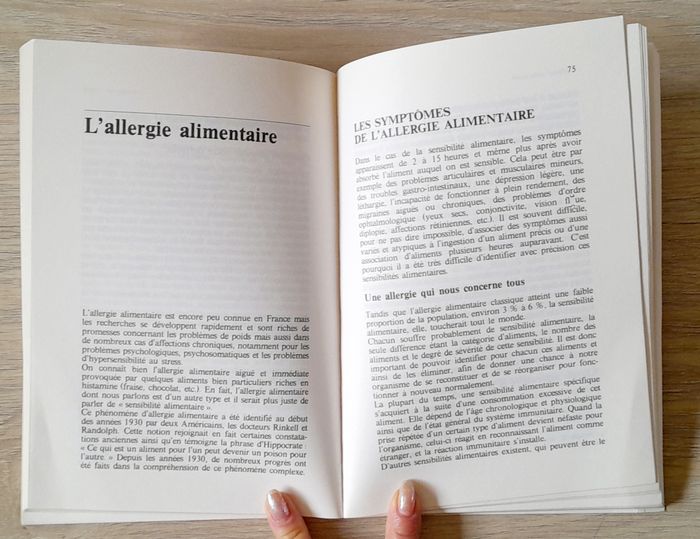 L'allergie alimentaire
L'allergie alimentaire est encore peu connue en France mais
les recherches se développent rapidement et sont riches de
promesses concernant les problèmes de poids mais aussi dans
de nombreux cas d'affections chroniques, notamment pour les
problèmes psychologiques, psychosomatiques et les problèmes
d'hypersensibilité au stress.
On connaît bien l'allergie alimentaire aiguë et immédiate
provoquée par quelques aliments bien particuliers riches en
histamine (fraise, chocolat, etc.). En fait, l'allergie alimentaire
dont nous parlons est d'un autre type et il serait plus juste de
parler de « sensibilité alimentaire ».
Ce phénomène d'allergie alimentaire a été identifié au début
des années 1930 par deux Américains, les docteurs Rinkell et
Randolph. Cette notion rejoignait en fait certaines constata-
tions anciennes ainsi qu'en témoigne la phrase d'Hippocrate :
« Ce qui est un aliment pour l'un peut devenir un poison pour
l'autre. » Depuis les années 1930, de nombreux progrès ont
été faits dans la compréhension de ce phénomène complexe.
75
LES SYMPTÔMES
DE L'ALLERGIE ALIMENTAIRE
Dans le cas de la sensibilité alimentaire, les symptômes
apparaissent de 2 à 15 heures et même plus après avoir
absorbé l'aliment auquel on est sensible. Cela peut être par
exemple des problèmes articulaires et musculaires mineurs,
des troubles gastro-intestinaux, une dépression légère, une
léthargie, l'incapacité de fonctionner à plein rendement, des
migraines aiguës ou chroniques, des problèmes d'ordre
ophtalmologique (yeux secs, conjonctivite, vision floue,
diplopie, affections rétiniennes, etc.). Il est souvent difficile,
pour ne pas dire impossible, d'associer des symptômes aussi
variés et atypiques à l'ingestion d'un aliment précis ou d'une
association d'aliments plusieurs heures auparavant. C'est
pourquoi il a été très difficile d'identifier avec précision ces
sensibilités alimentaires.
Une allergie qui nous concerne tous
Tandis que l'allergie alimentaire classique atteint une faible
proportion de la population, environ 3 % à 6 %, la sensibilité
alimentaire, elle, toucherait tout le monde.
Chacun souffre probablement de sensibilité alimentaire, la
seule différence étant la catégorie d'aliments, le nombre des
aliments et le degré de sévérité de cette sensibilité. Il est donc
important de pouvoir identifier pour chacun ces aliments et
ainsi de les éliminer, afin de donner une chance à notre
organisme de se reconstituer et de se réorganiser pour fonc-
tionner à nouveau normalement.
La plupart du temps, une sensibilité alimentaire spécifique
s'acquiert à la suite d'une consommation excessive de cet
aliment. Elle dépend de l'âge chronologique et physiologique
ainsi que de l'état général du système immunitaire. Quand la
prise répétée d'un certain type d'aliment devient néfaste pour
l'organisme, celui-ci réagit en reconnaissant l'aliment comme
étranger, et la réaction immunitaire s'installe.
D'autres sensibilités alimentaires existent, qui peuvent être le